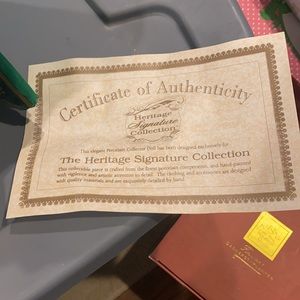 Certificate of Authenticity
Heritage
Signature
Collection
This elegant Porcelain Collector Doll has been designed exclusively for
The Heritage Signature Collection
This collectible piece is crafted from the finest porcelain components, and hand-painted
with vigilance and artistic attention to detail. The clothing and accessories are designed
with quality materials, and are exquisitely detailed by hand.